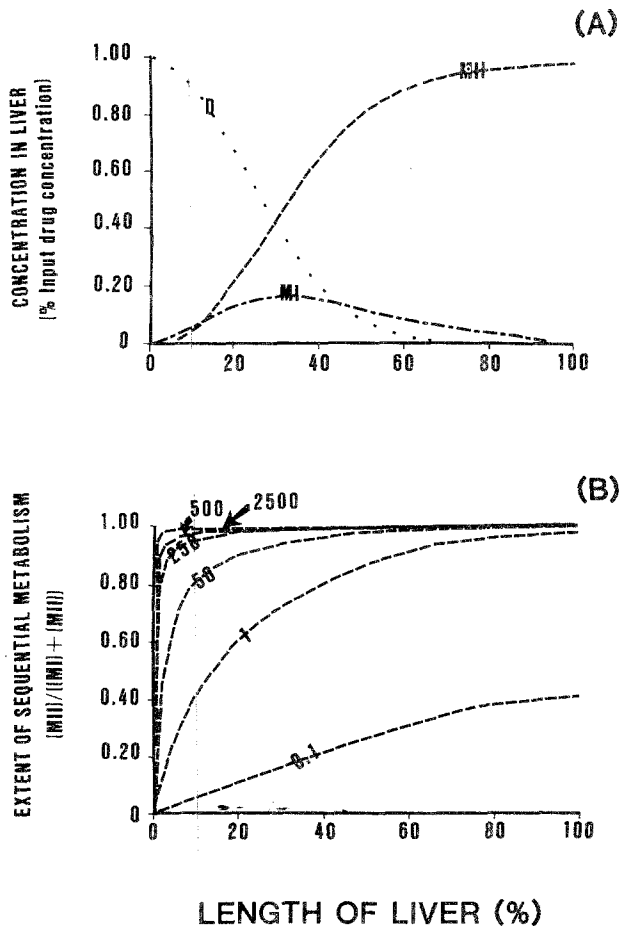 (A)
CONCENTRATION IN LIVER
(% Input drug concentration)
1.00
0.80
0.60
0.40
0.20
0
D
MI
MII
0 20 40 60 80 100
(B)
EXTENT OF SEQUENTIAL METABOLISM
(MII)/((MI)+(MII))
1.00
0.80
0.60
0.40
0.20
0
500
2500
250
50
1
0.1
0 20 40 60 80 100
LENGTH OF LIVER (%)